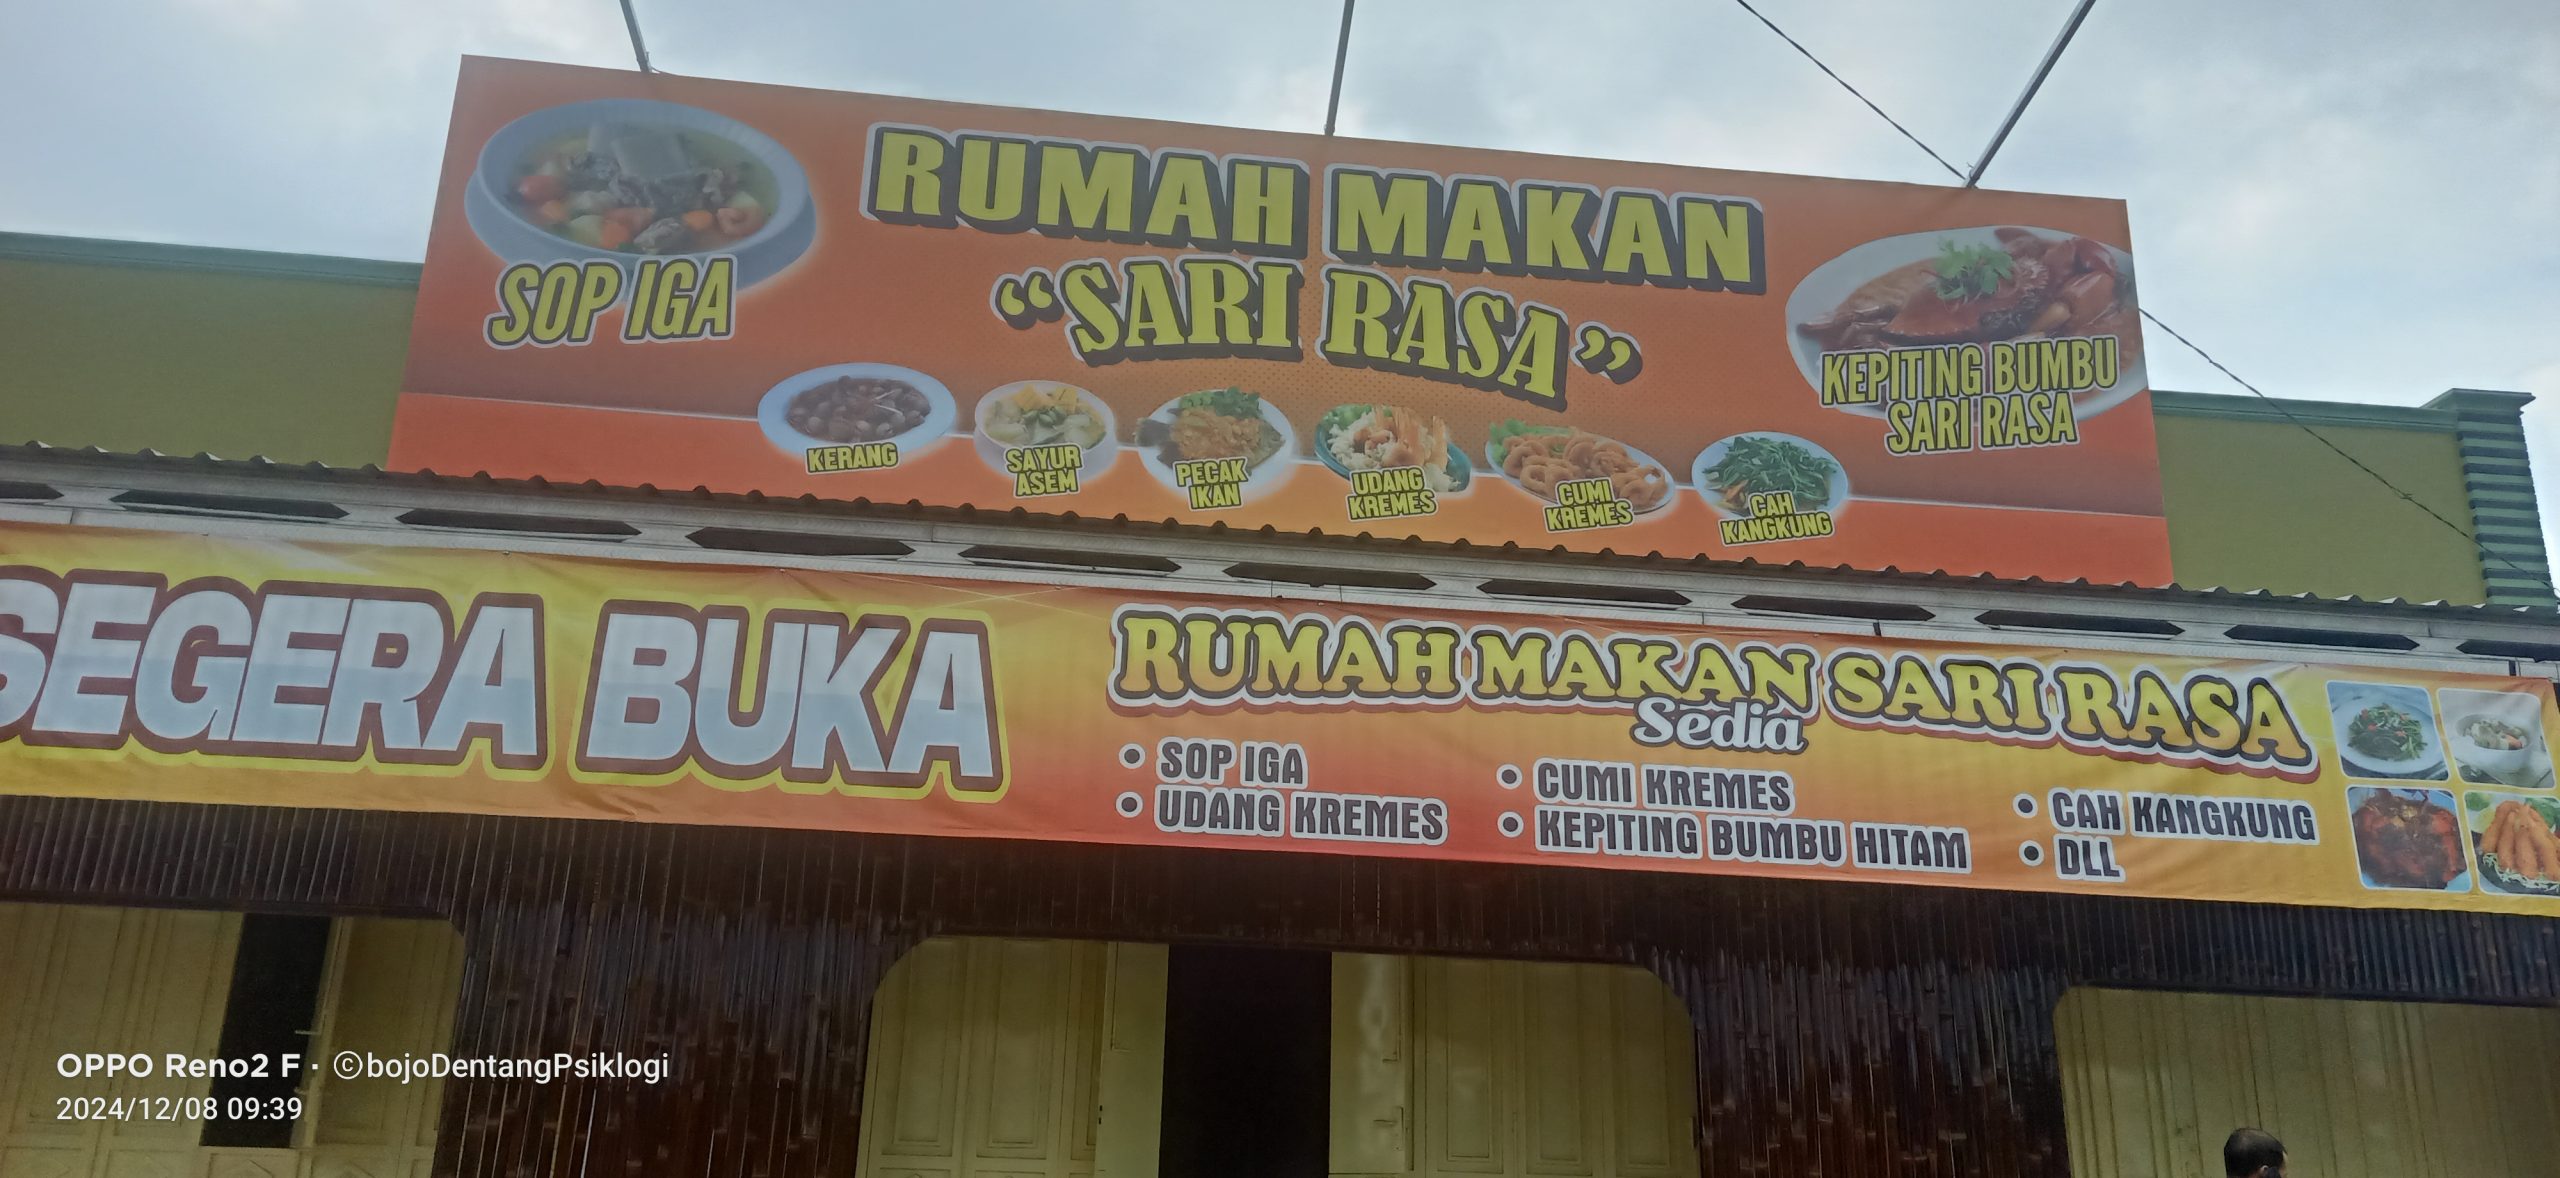 RUMAH MAKAN
“SARI RASA”
SOP IGA
KEPITING BUMBU
SARI RASA
KERANG
SAYUR
ASEM
PECAK
IKAN
UDANG
KREMES
CUMI
KREMES
CAH
KANGKUNG
SEGERA BUKA
RUMAH MAKAN SARI RASA
Sedia
• SOP IGA
• UDANG KREMES
• CUMI KREMES
• KEPITING BUMBU HITAM
• CAH KANGKUNG
• DLL
OPPO Reno2 F · ©bojoDentangPsiklogi
2024/12/08 09:39